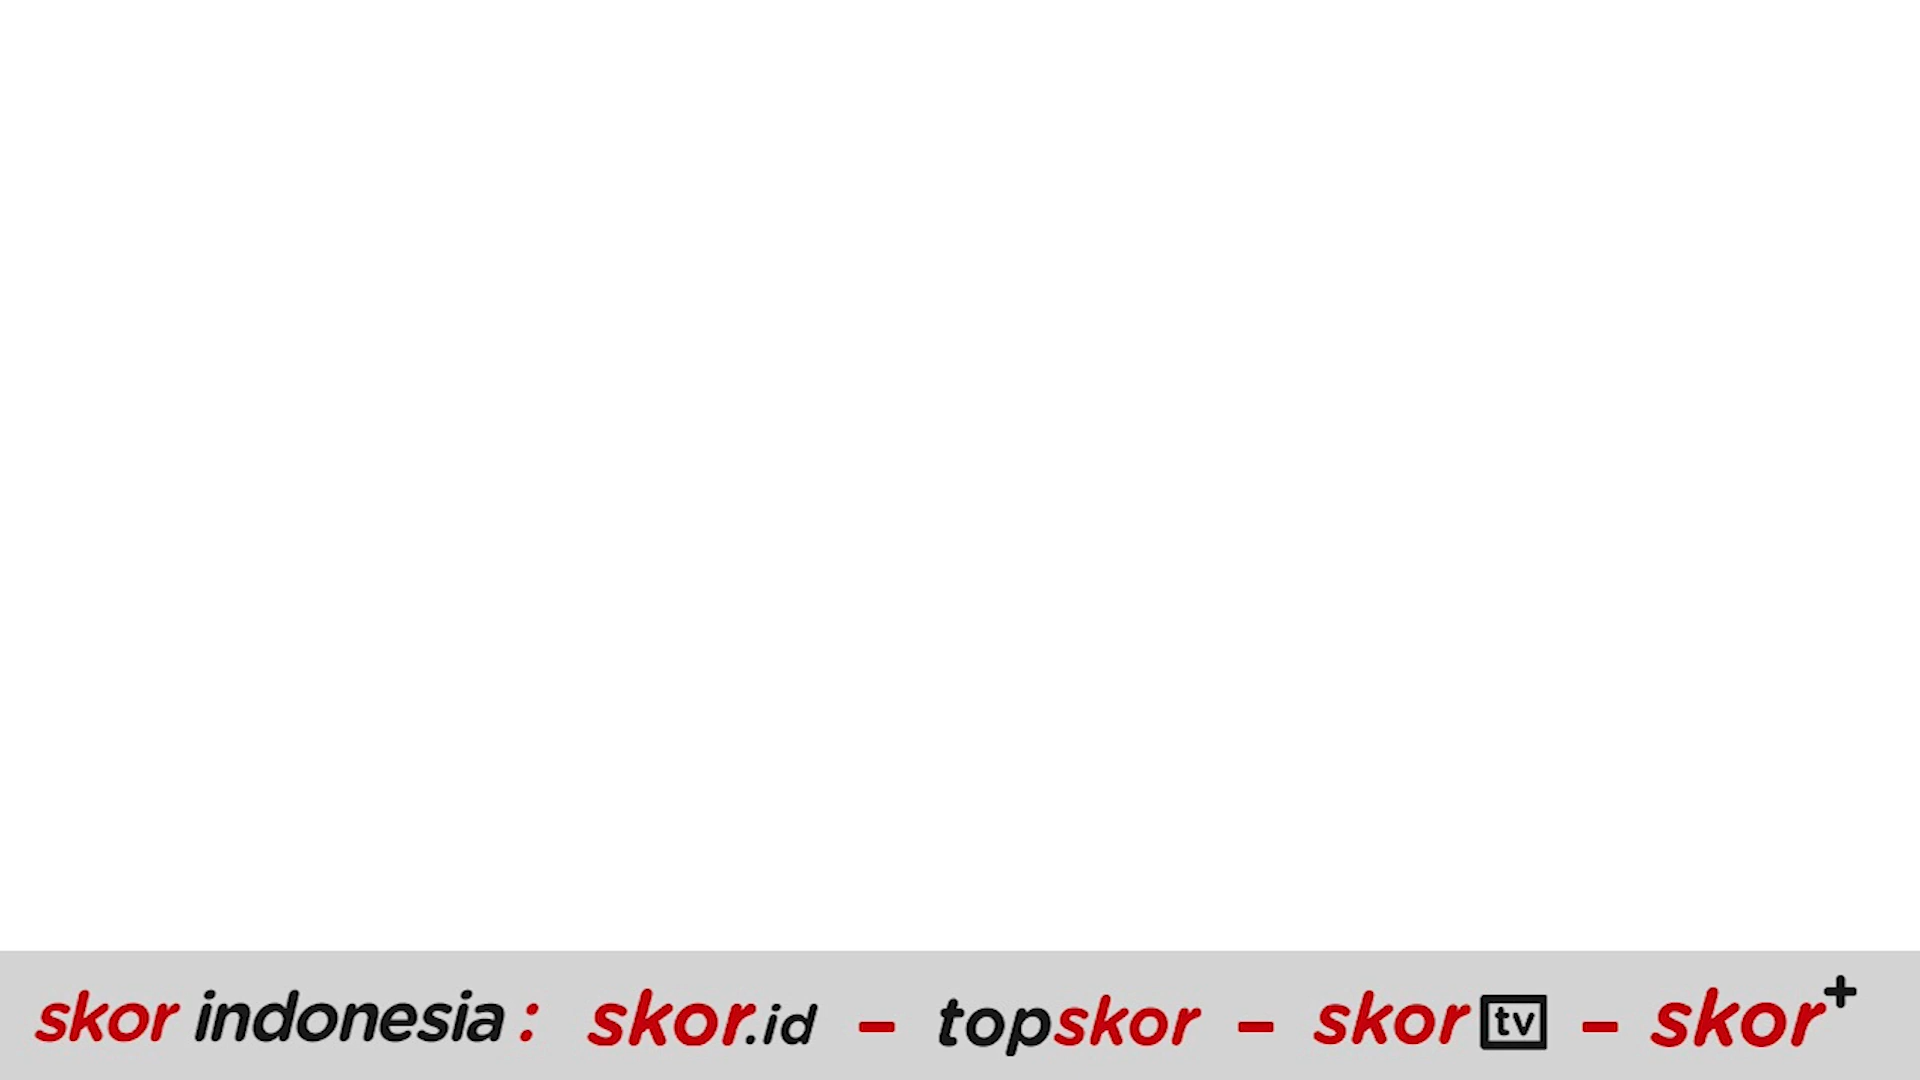 skor indonesia : skor.id – topskor – skor tv – skor+